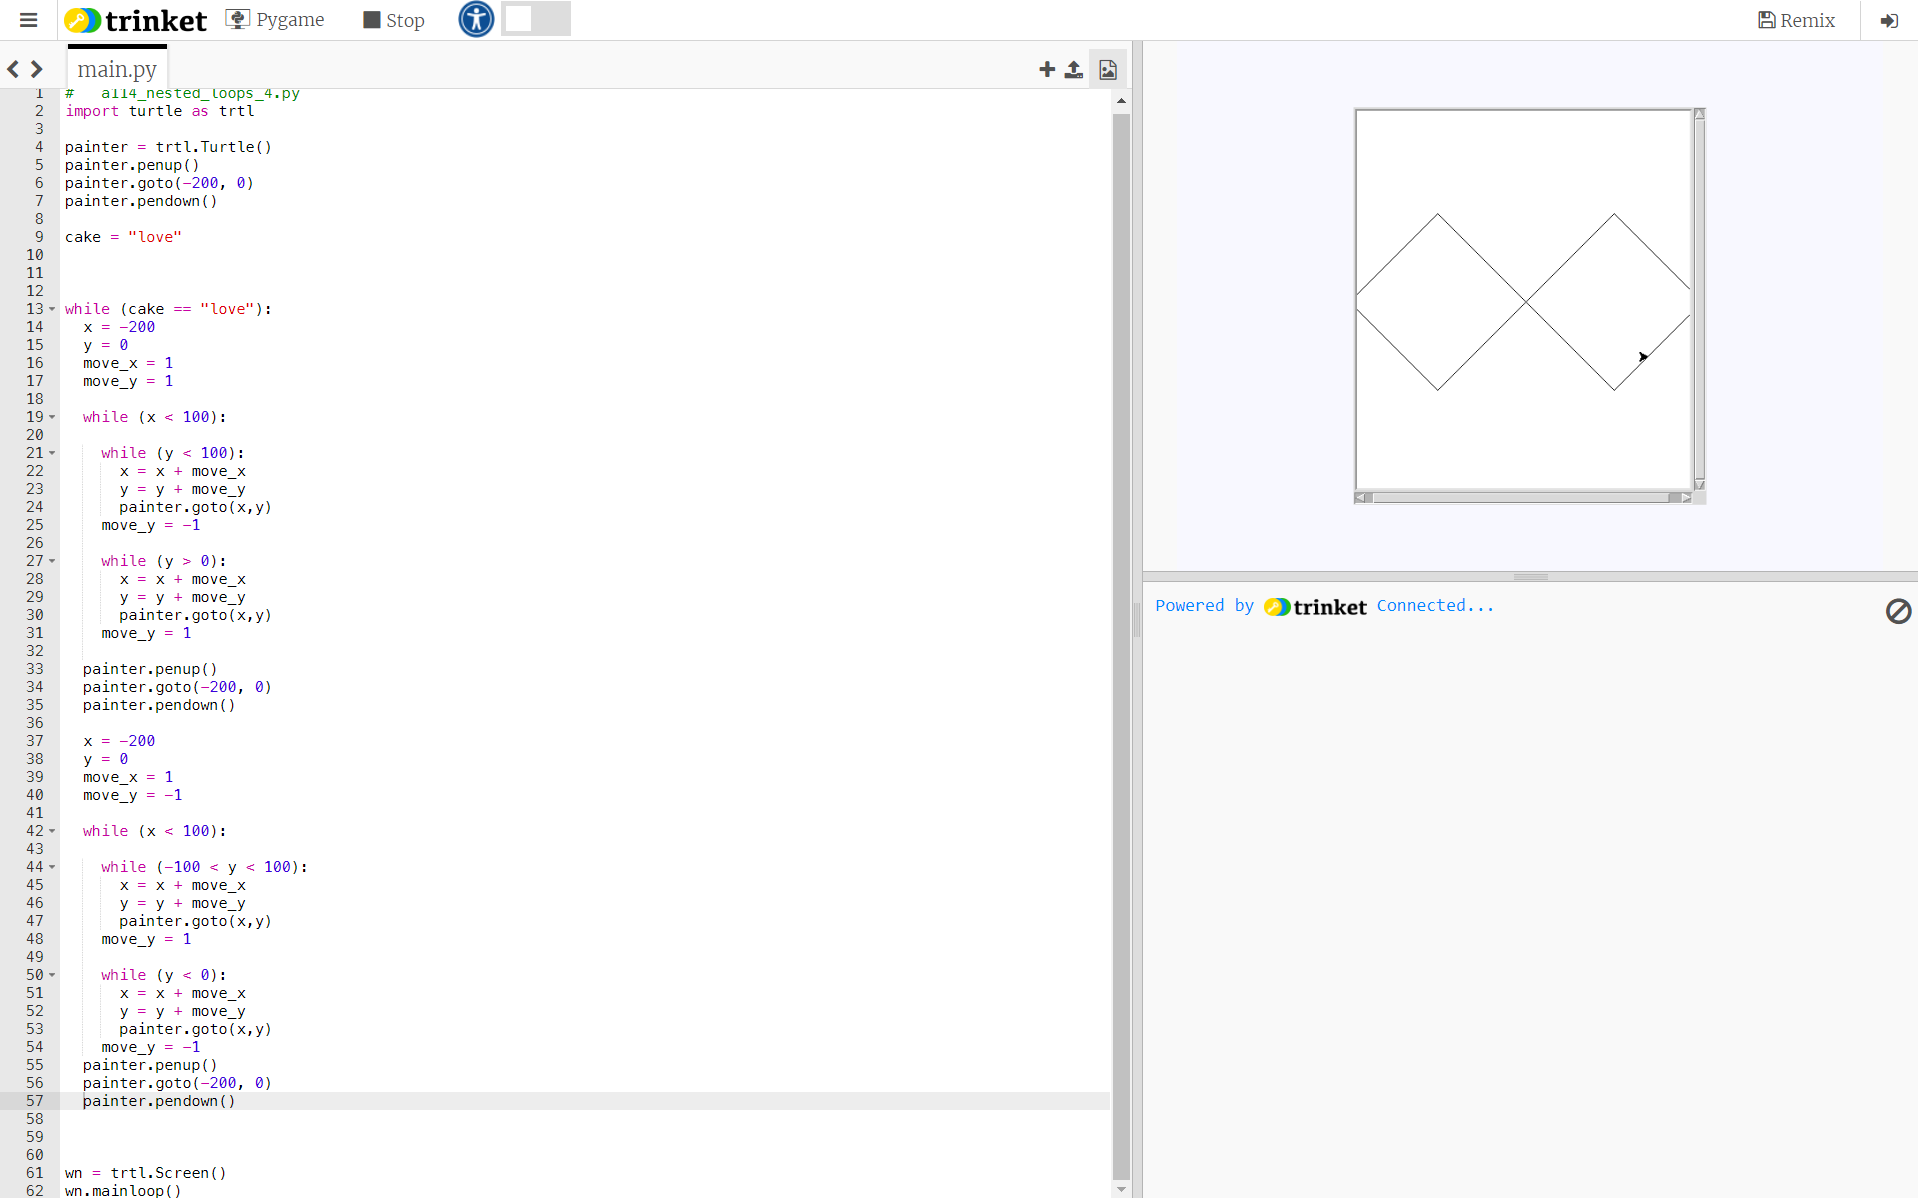 trinket Pygame Stop Remix
main.py
1 # a114_nested_loops_4.py
2 import turtle as trtl
3
4 painter = trtl.Turtle()
5 painter.penup()
6 painter.goto(-200, 0)
7 painter.pendown()
8
9 cake = "love"
10
11
12
13 while (cake == "love"):
14 x = -200
15 y = 0
16 move_x = 1
17 move_y = 1
18
19 while (x < 100):
20
21 while (y < 100):
22 x = x + move_x
23 y = y + move_y
24 painter.goto(x,y)
25 move_y = -1
26
27 while (y > 0):
28 x = x + move_x
29 y = y + move_y
30 painter.goto(x,y)
31 move_y = 1
32
33 painter.penup()
34 painter.goto(-200, 0)
35 painter.pendown()
36
37 x = -200
38 y = 0
39 move_x = 1
40 move_y = -1
41
42 while (x < 100):
43
44 while (-100 < y < 100):
45 x = x + move_x
46 y = y + move_y
47 painter.goto(x,y)
48 move_y = 1
49
50 while (y < 0):
51 x = x + move_x
52 y = y + move_y
53 painter.goto(x,y)
54 move_y = -1
55 painter.penup()
56 painter.goto(-200, 0)
57 painter.pendown()
58
59
60
61 wn = trtl.Screen()
62 wn.mainloop()
Powered by trinket Connected...